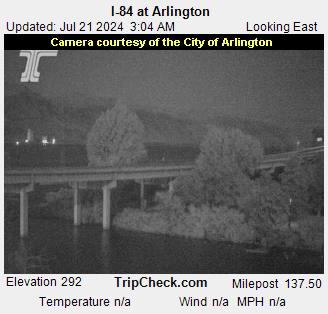 I-84 at Arlington
Updated: Jul 21 2024 3:04 AM Looking East
Camera courtesy of the City of Arlington
Elevation 292 TripCheck.com Milepost 137.50
Temperature n/a Wind n/a MPH n/a